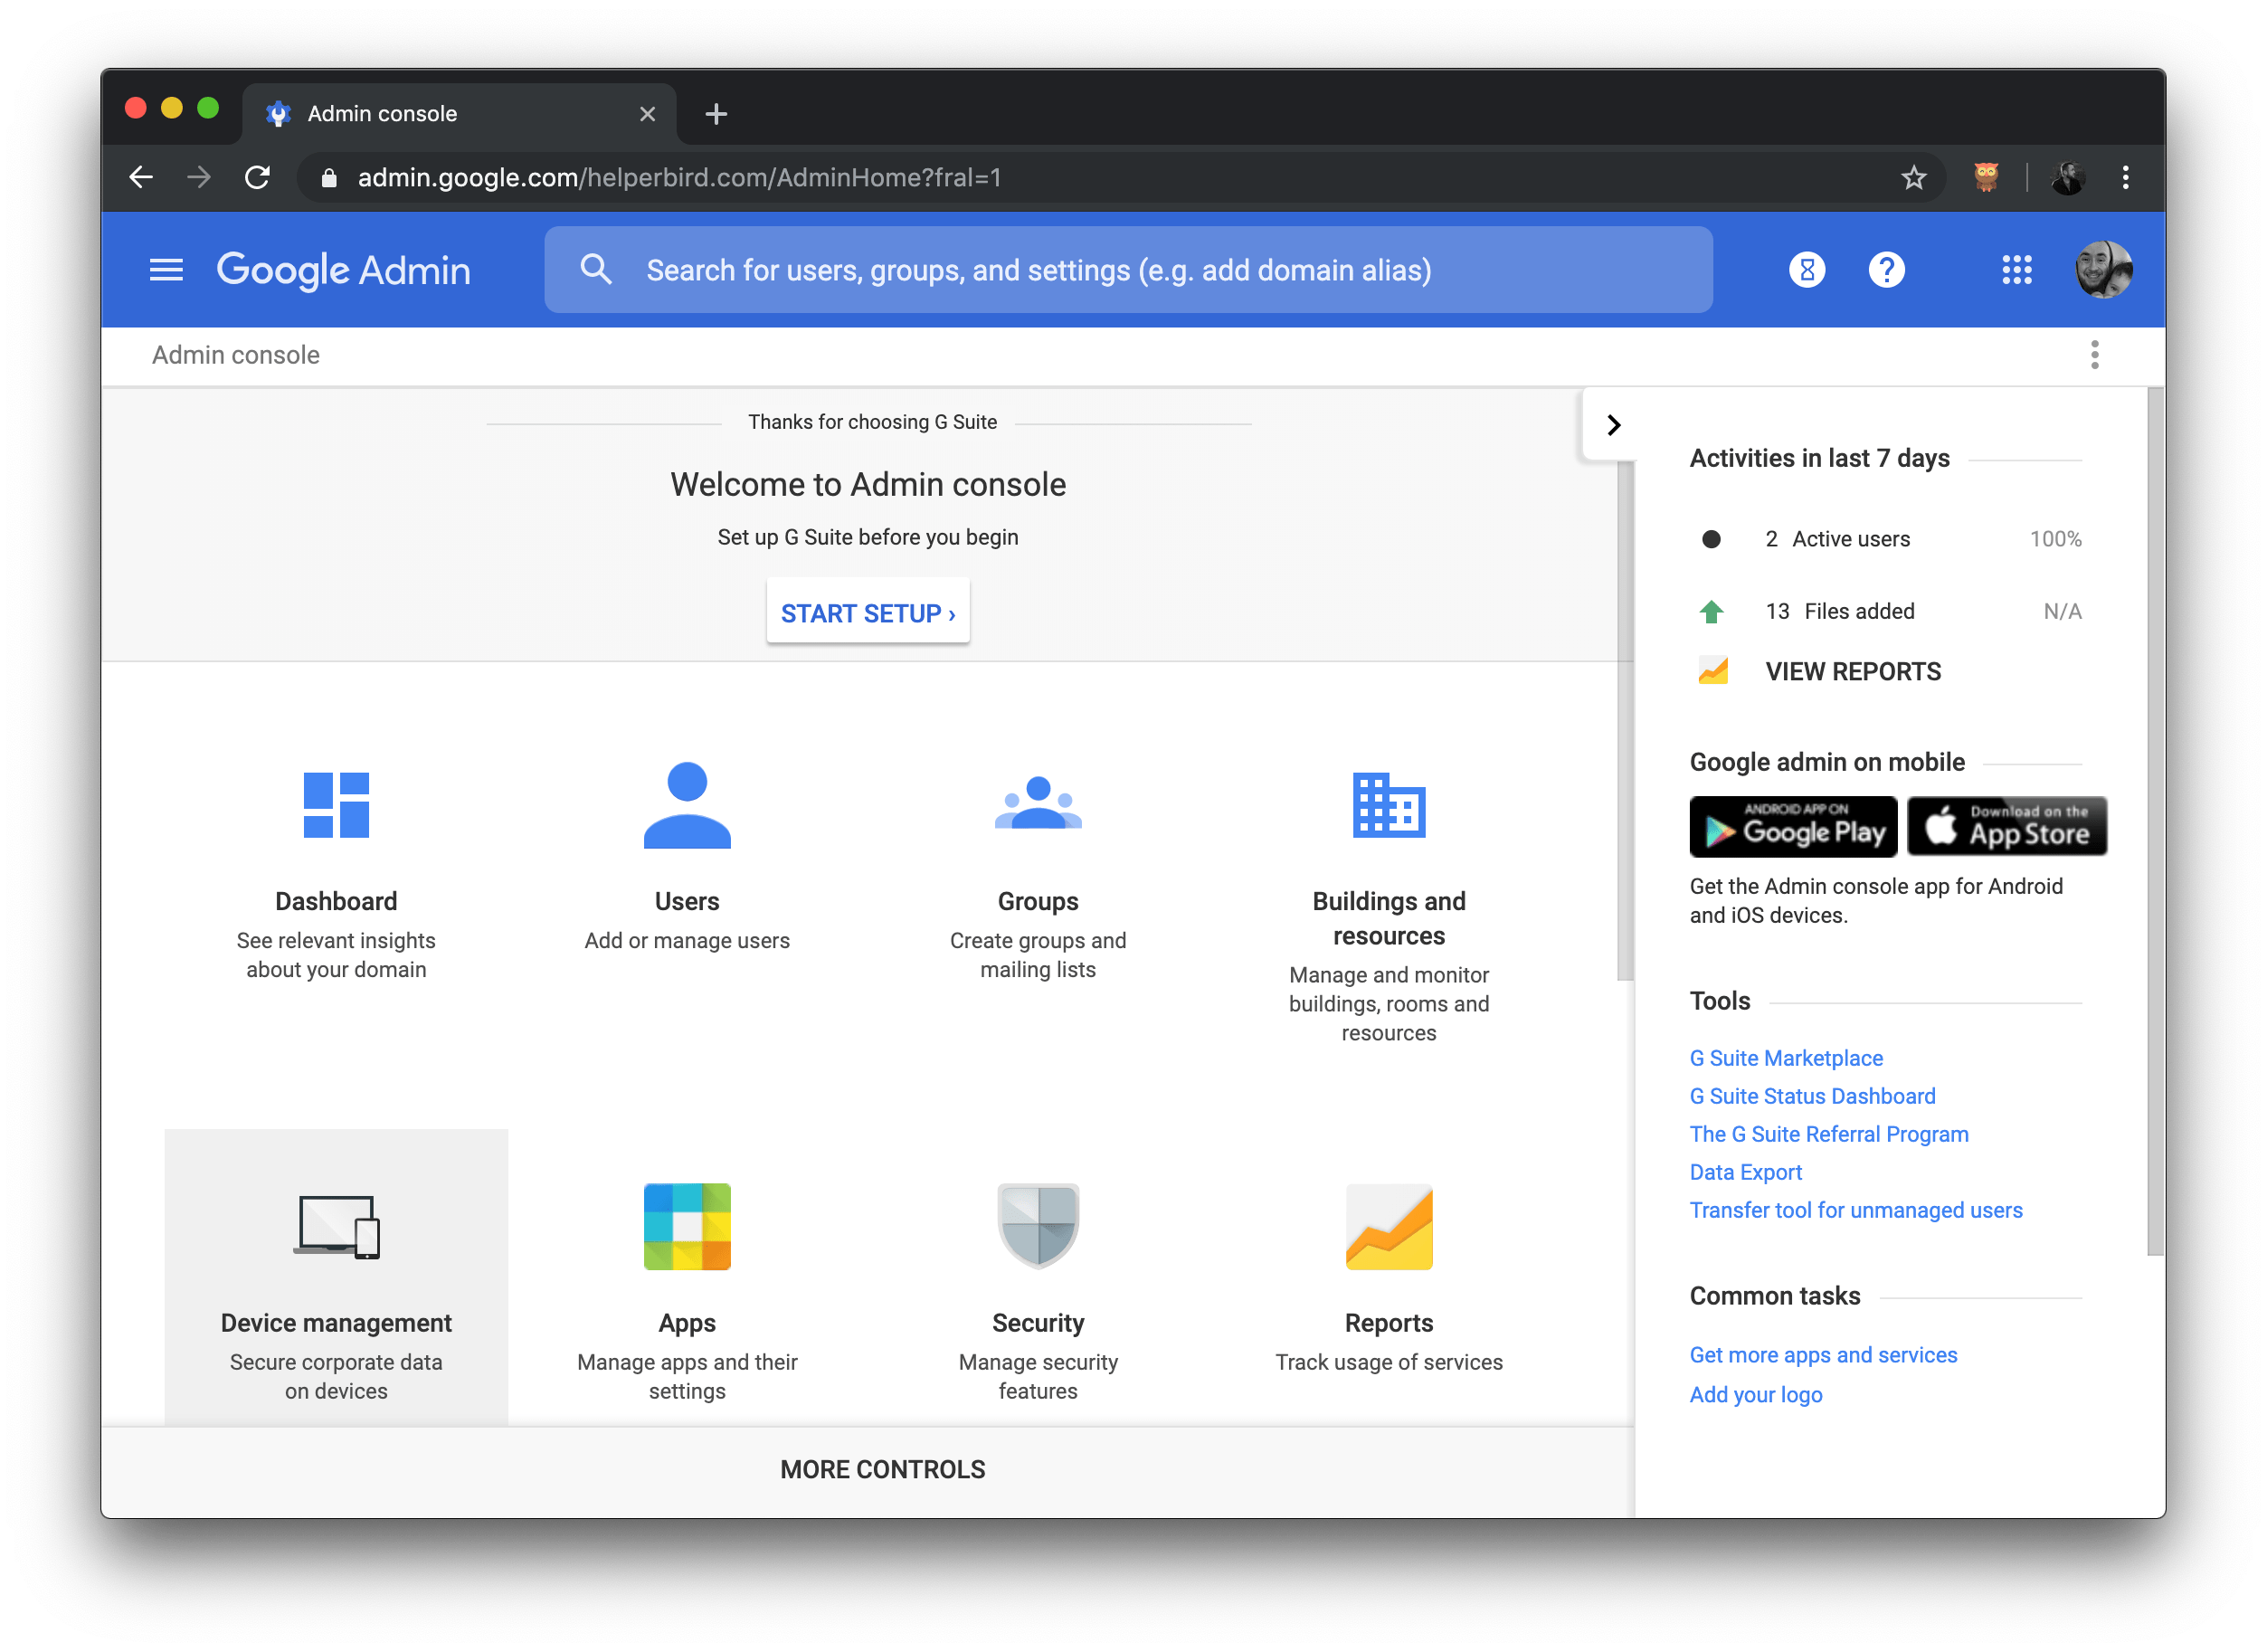 Admin console
admin.google.com/helperbird.com/AdminHome?fral=1
Google Admin
Search for users, groups, and settings (e.g. add domain alias)
Admin console
Thanks for choosing G Suite
Welcome to Admin console
Set up G Suite before you begin
START SETUP ›
Dashboard
See relevant insights
about your domain
Users
Add or manage users
Groups
Create groups and
mailing lists
Buildings and
resources
Manage and monitor
buildings, rooms and
resources
Device management
Secure corporate data
on devices
Apps
Manage apps and their
settings
Security
Manage security
features
Reports
Track usage of services
MORE CONTROLS
Activities in last 7 days
2 Active users 100%
13 Files added N/A
VIEW REPORTS
Google admin on mobile
ANDROID APP ON
Google Play
Download on the
App Store
Get the Admin console app for Android
and iOS devices.
Tools
G Suite Marketplace
G Suite Status Dashboard
The G Suite Referral Program
Data Export
Transfer tool for unmanaged users
Common tasks
Get more apps and services
Add your logo